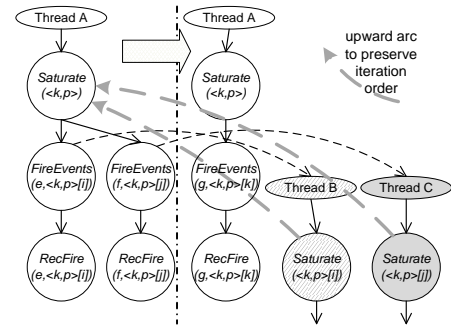 Thread A
Thread A
upward arc
to preserve
iteration
order
Saturate
(<k,p>)
Saturate
(<k,p>)
FireEvents
(e,<k,p>[i])
FireEvents
(f,<k,p>[j])
FireEvents
(g,<k,p>[k])
Thread B
Thread C
RecFire
(e,<k,p>[i])
RecFire
(f,<k,p>[j])
RecFire
(g,<k,p>[k])
Saturate
(<k,p>[i])
Saturate
(<k,p>[j])